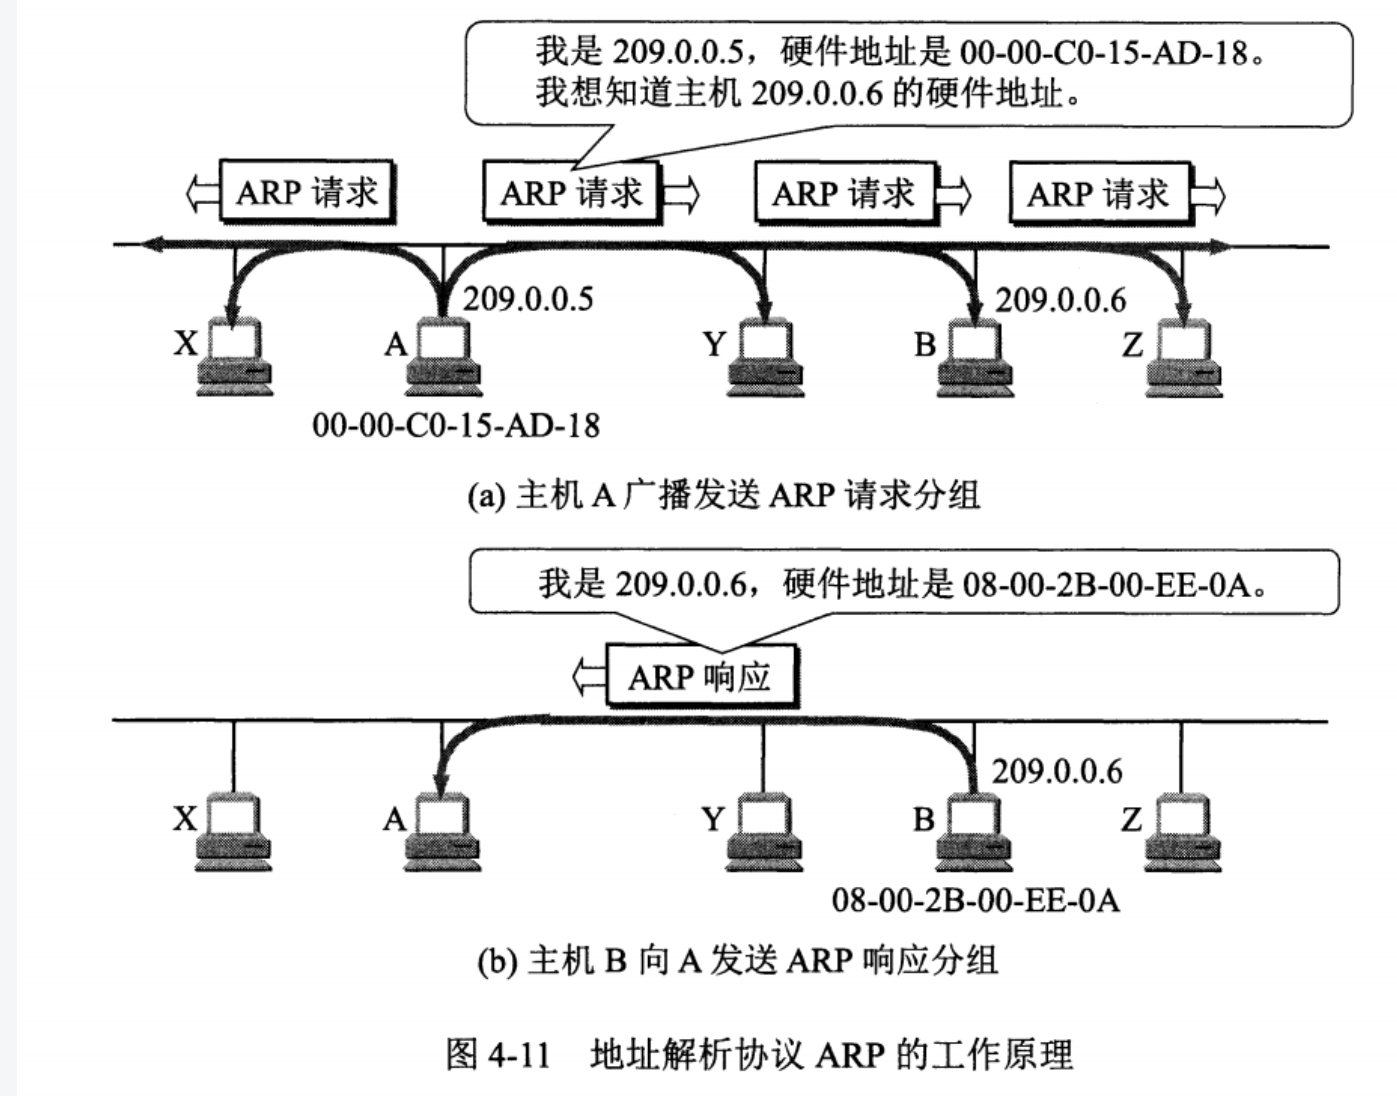 我是 209.0.0.5，硬件地址是 00-00-C0-15-AD-18。
我想知道主机 209.0.0.6 的硬件地址。
ARP 请求
ARP 请求
ARP 请求
ARP 请求
209.0.0.5
209.0.0.6
X
A
Y
B
Z
00-00-C0-15-AD-18
(a) 主机 A 广播发送 ARP 请求分组
我是 209.0.0.6，硬件地址是 08-00-2B-00-EE-0A。
ARP 响应
209.0.0.6
X
A
Y
B
Z
08-00-2B-00-EE-0A
(b) 主机 B 向 A 发送 ARP 响应分组
图 4-11 地址解析协议 ARP 的工作原理